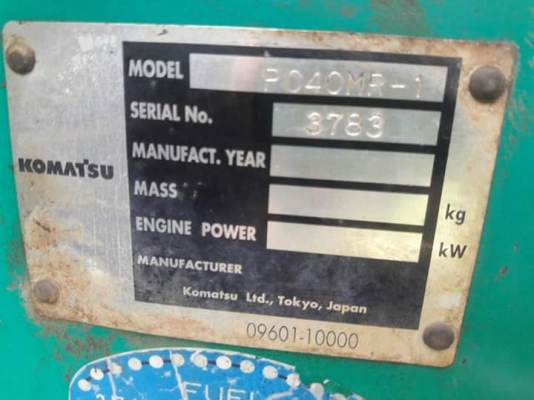 MODEL PC40MR-1
SERIAL No. 3783
KOMATSU
MANUFACT. YEAR
MASS kg
ENGINE POWER kW
MANUFACTURER
Komatsu Ltd., Tokyo, Japan
09601-10000
FUEL